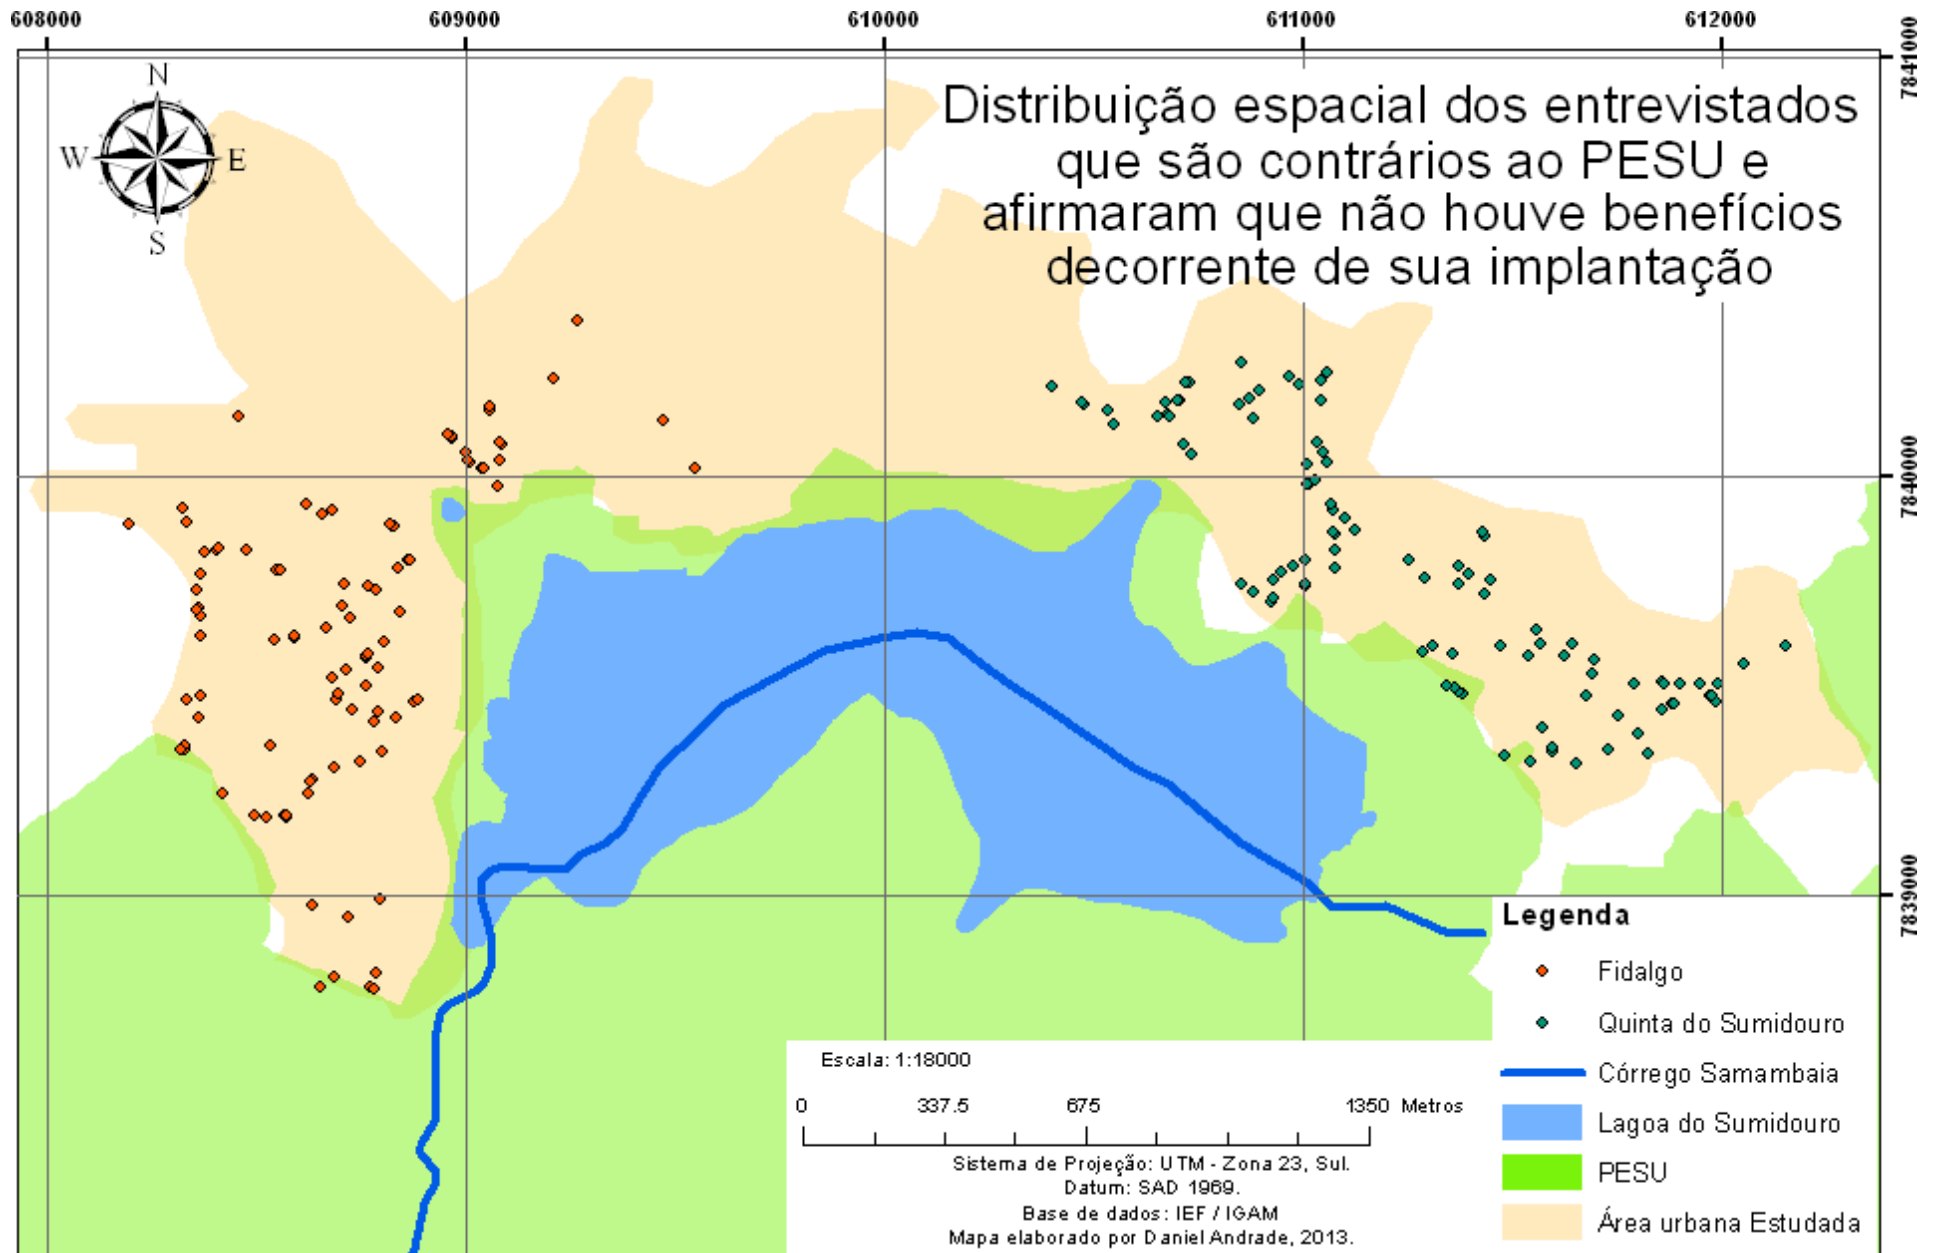 608000 609000 610000 611000 612000
7841000
N
W E
S
Distribuição espacial dos entrevistados
que são contrários ao PESU e
afirmaram que não houve benefícios
decorrente de sua implantação
7840000
7839000
Legenda
Fidalgo
Quinta do Sumidouro
Córrego Samambaia
Lagoa do Sumidouro
PESU
Área urbana Estudada
Escala: 1:18000
0 337.5 675 1350 Metros
Sistema de Projeção: UTM - Zona 23, Sul.
Datum: SAD 1969.
Base de dados: IEF / IGAM
Mapa elaborado por Daniel Andrade, 2013.